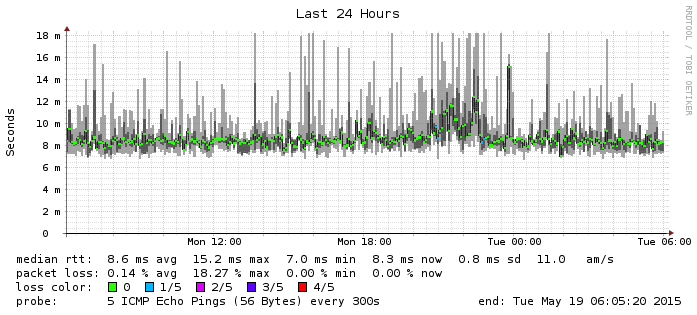 Last 24 Hours
RRDTOOL / TOBI OETIKER
Seconds
18 m
16 m
14 m
12 m
10 m
8 m
6 m
4 m
2 m
0
Mon 12:00 Mon 18:00 Tue 00:00 Tue 06:00
median rtt: 8.6 ms avg 15.2 ms max 7.0 ms min 8.3 ms now 0.8 ms sd 11.0 am/s
packet loss: 0.14 % avg 18.27 % max 0.00 % min 0.00 % now
loss color: 0 1/5 2/5 3/5 4/5
probe: 5 ICMP Echo Pings (56 Bytes) every 300s end: Tue May 19 06:05:20 2015